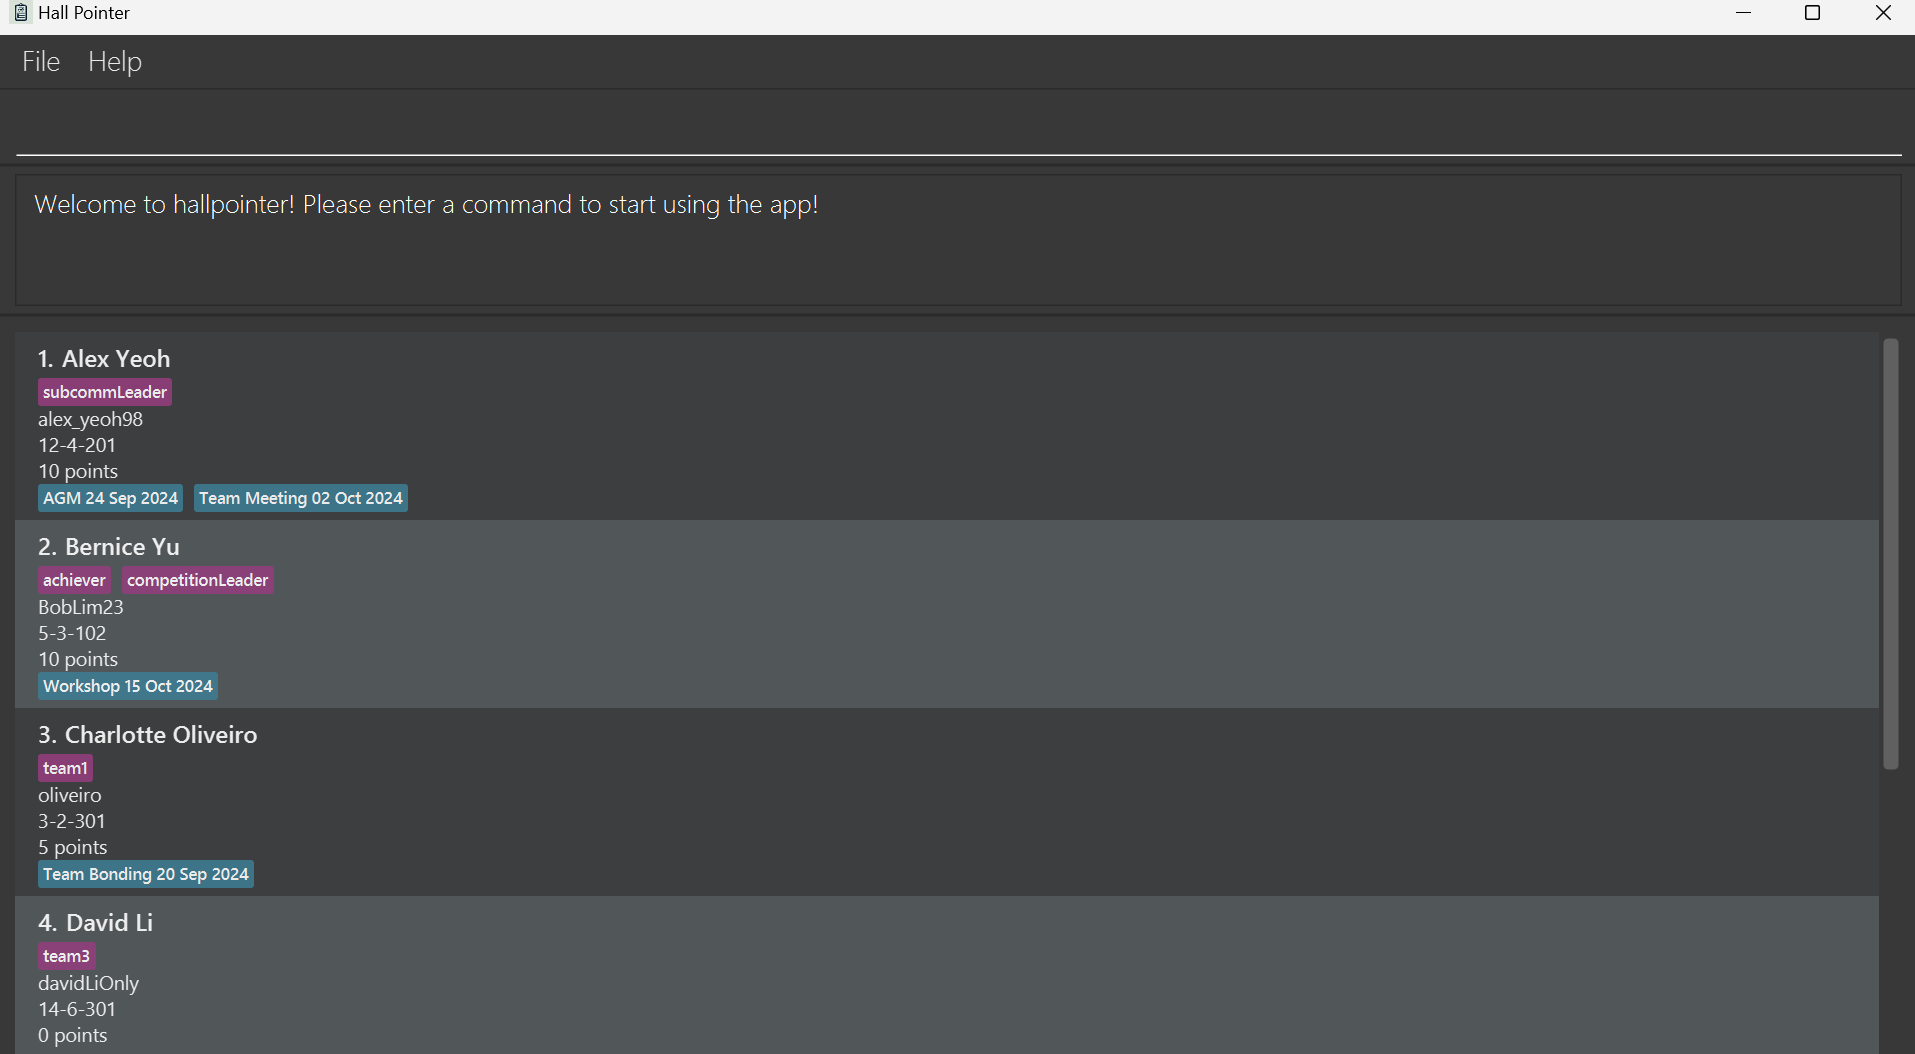 Hall Pointer
File Help
Welcome to hallpointer! Please enter a command to start using the app!
1. Alex Yeoh
subcommLeader
alex_yeoh98
12-4-201
10 points
AGM 24 Sep 2024 Team Meeting 02 Oct 2024
2. Bernice Yu
achiever competitionLeader
BobLim23
5-3-102
10 points
Workshop 15 Oct 2024
3. Charlotte Oliveiro
team1
oliveiro
3-2-301
5 points
Team Bonding 20 Sep 2024
4. David Li
team3
davidLiOnly
14-6-301
0 points